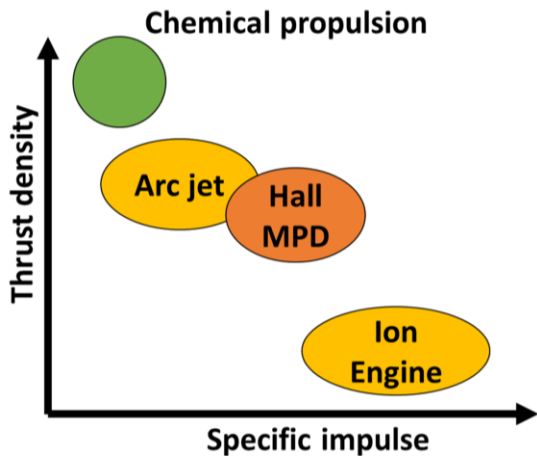 Chemical propulsion
Thrust density
Arc jet
Hall
MPD
Ion
Engine
Specific impulse